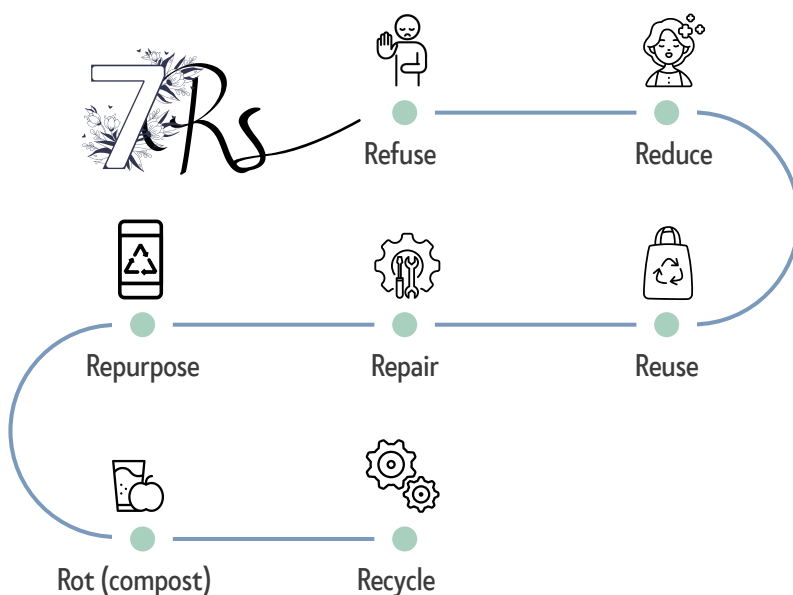 7Rs
Refuse
Reduce
Reuse
Repair
Repurpose
Rot (compost)
Recycle